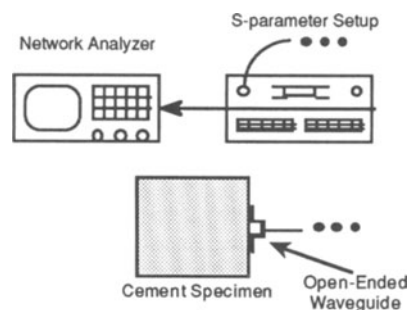 S-parameter Setup
Network Analyzer
Cement Specimen
Open-Ended
Waveguide